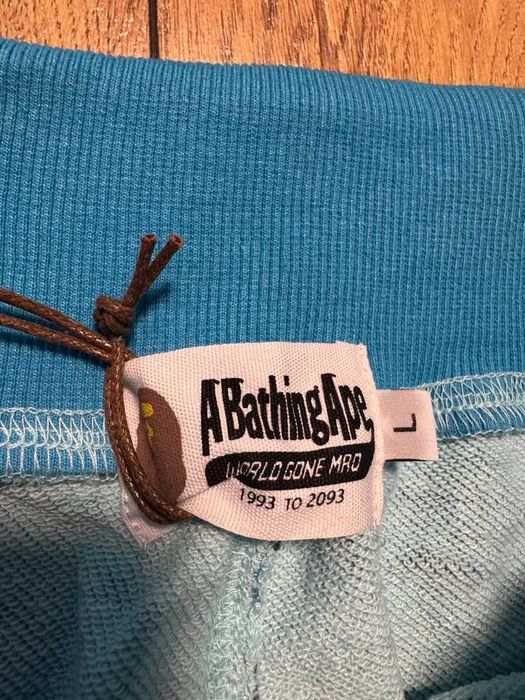 A Bathing Ape
WORLD GONE MAD
1993 TO 2093
L